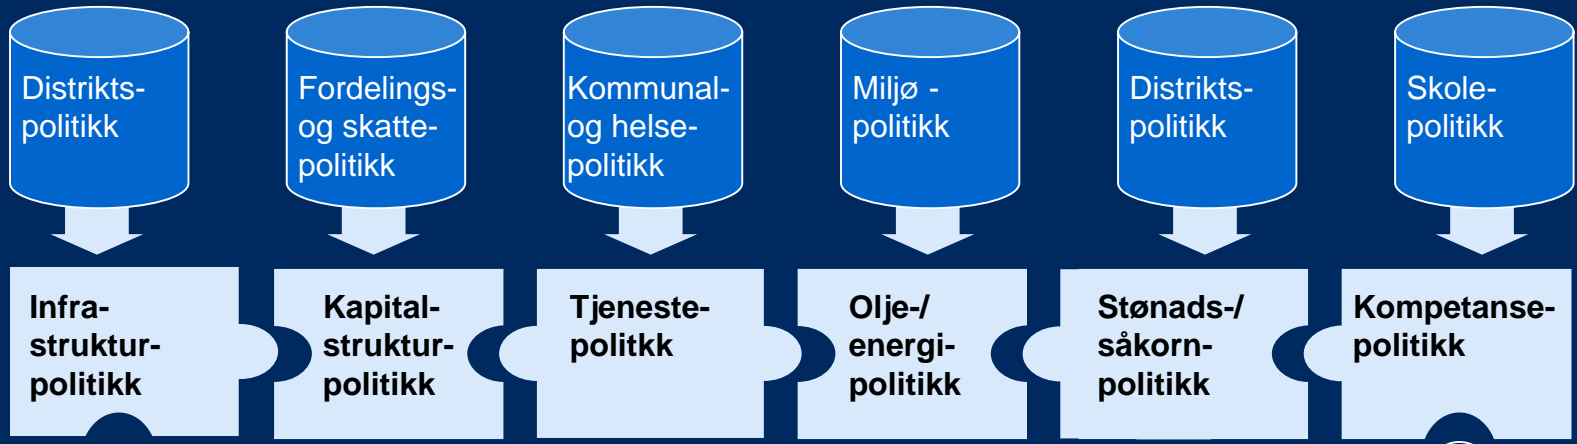 Distrikts-
politikk
Fordelings-
og skatte-
politikk
Kommunal-
og helse-
politikk
Miljø -
politikk
Distrikts-
politikk
Skole-
politikk
Infra-
struktur-
politikk
Kapital-
struktur-
politikk
Tjeneste-
politkk
Olje-/
energi-
politikk
Stønads-/
såkorn-
politikk
Kompetanse-
politikk